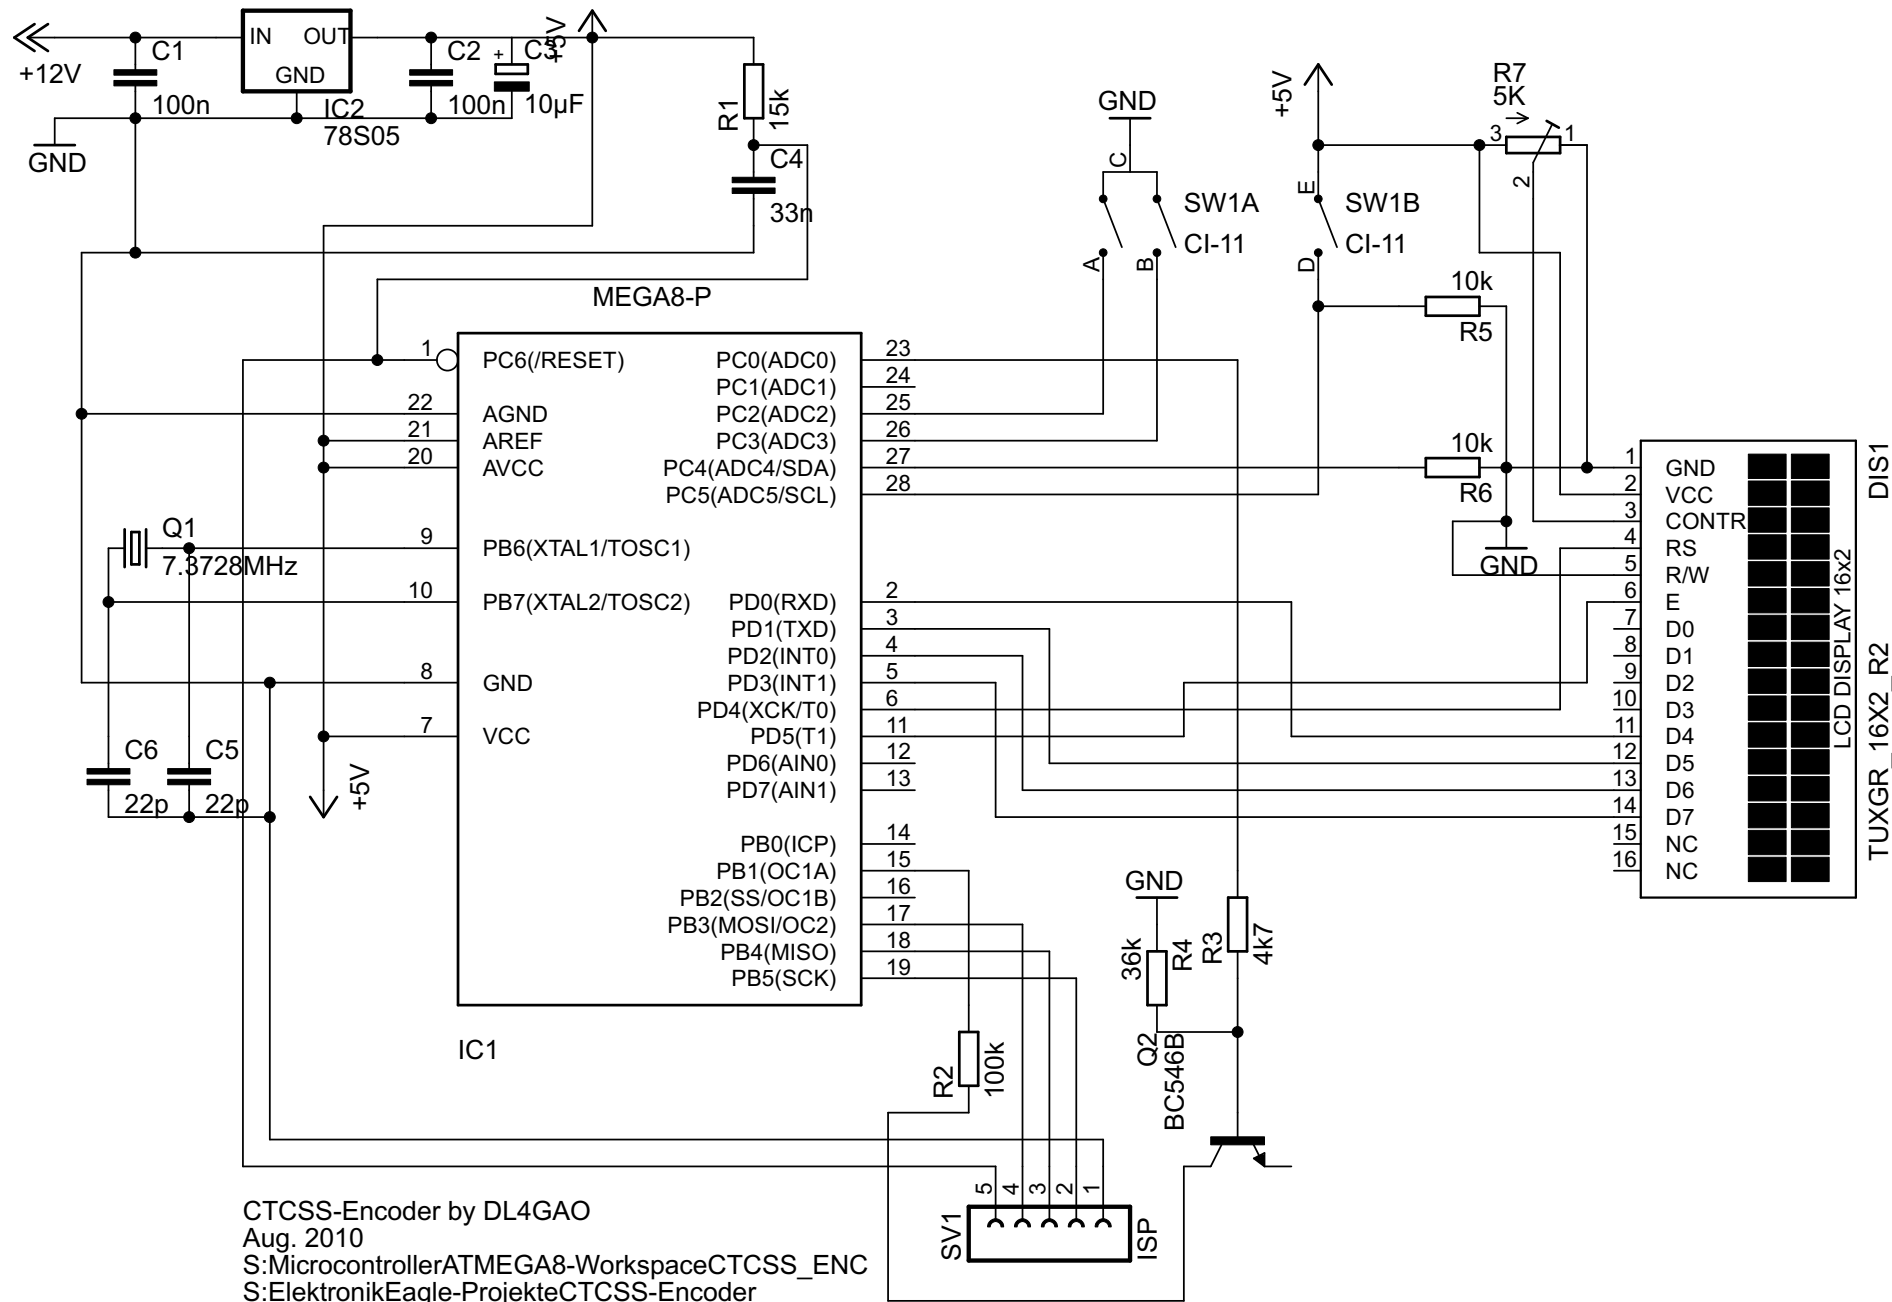 +12V
C1
100n
IN
OUT
GND
IC2
78S05
C2
100n
+
C3
10µF
+5V
GND
R1
15k
C4
33n
GND
C
SW1A
CI-11
A
B
+5V
E
SW1B
CI-11
D
R7
5K
3
1
2
10k
R5
10k
R6
GND
MEGA8-P
1 PC6(/RESET)
22 AGND
21 AREF
20 AVCC
9 PB6(XTAL1/TOSC1)
10 PB7(XTAL2/TOSC2)
8 GND
7 VCC
PC0(ADC0) 23
PC1(ADC1) 24
PC2(ADC2) 25
PC3(ADC3) 26
PC4(ADC4/SDA) 27
PC5(ADC5/SCL) 28
PD0(RXD) 2
PD1(TXD) 3
PD2(INT0) 4
PD3(INT1) 5
PD4(XCK/T0) 6
PD5(T1) 11
PD6(AIN0) 12
PD7(AIN1) 13
PB0(ICP) 14
PB1(OC1A) 15
PB2(SS/OC1B) 16
PB3(MOSI/OC2) 17
PB4(MISO) 18
PB5(SCK) 19
IC1
Q1
7.3728MHz
C6
22p
C5
22p
+5V
1 GND
2 VCC
3 CONTR
4 RS
5 R/W
6 E
7 D0
8 D1
9 D2
10 D3
11 D4
12 D5
13 D6
14 D7
15 NC
16 NC
LCD DISPLAY 16x2
DIS1
TUXGR_16X2_R2
GND
36k
R4
R3
4k7
Q2
BC546B
R2
100k
SV1
5 4 3 2 1
ISP
CTCSS-Encoder by DL4GAO
Aug. 2010
S:MicrocontrollerATMEGA8-WorkspaceCTCSS_ENC
S:ElektronikEagle-ProjekteCTCSS-Encoder